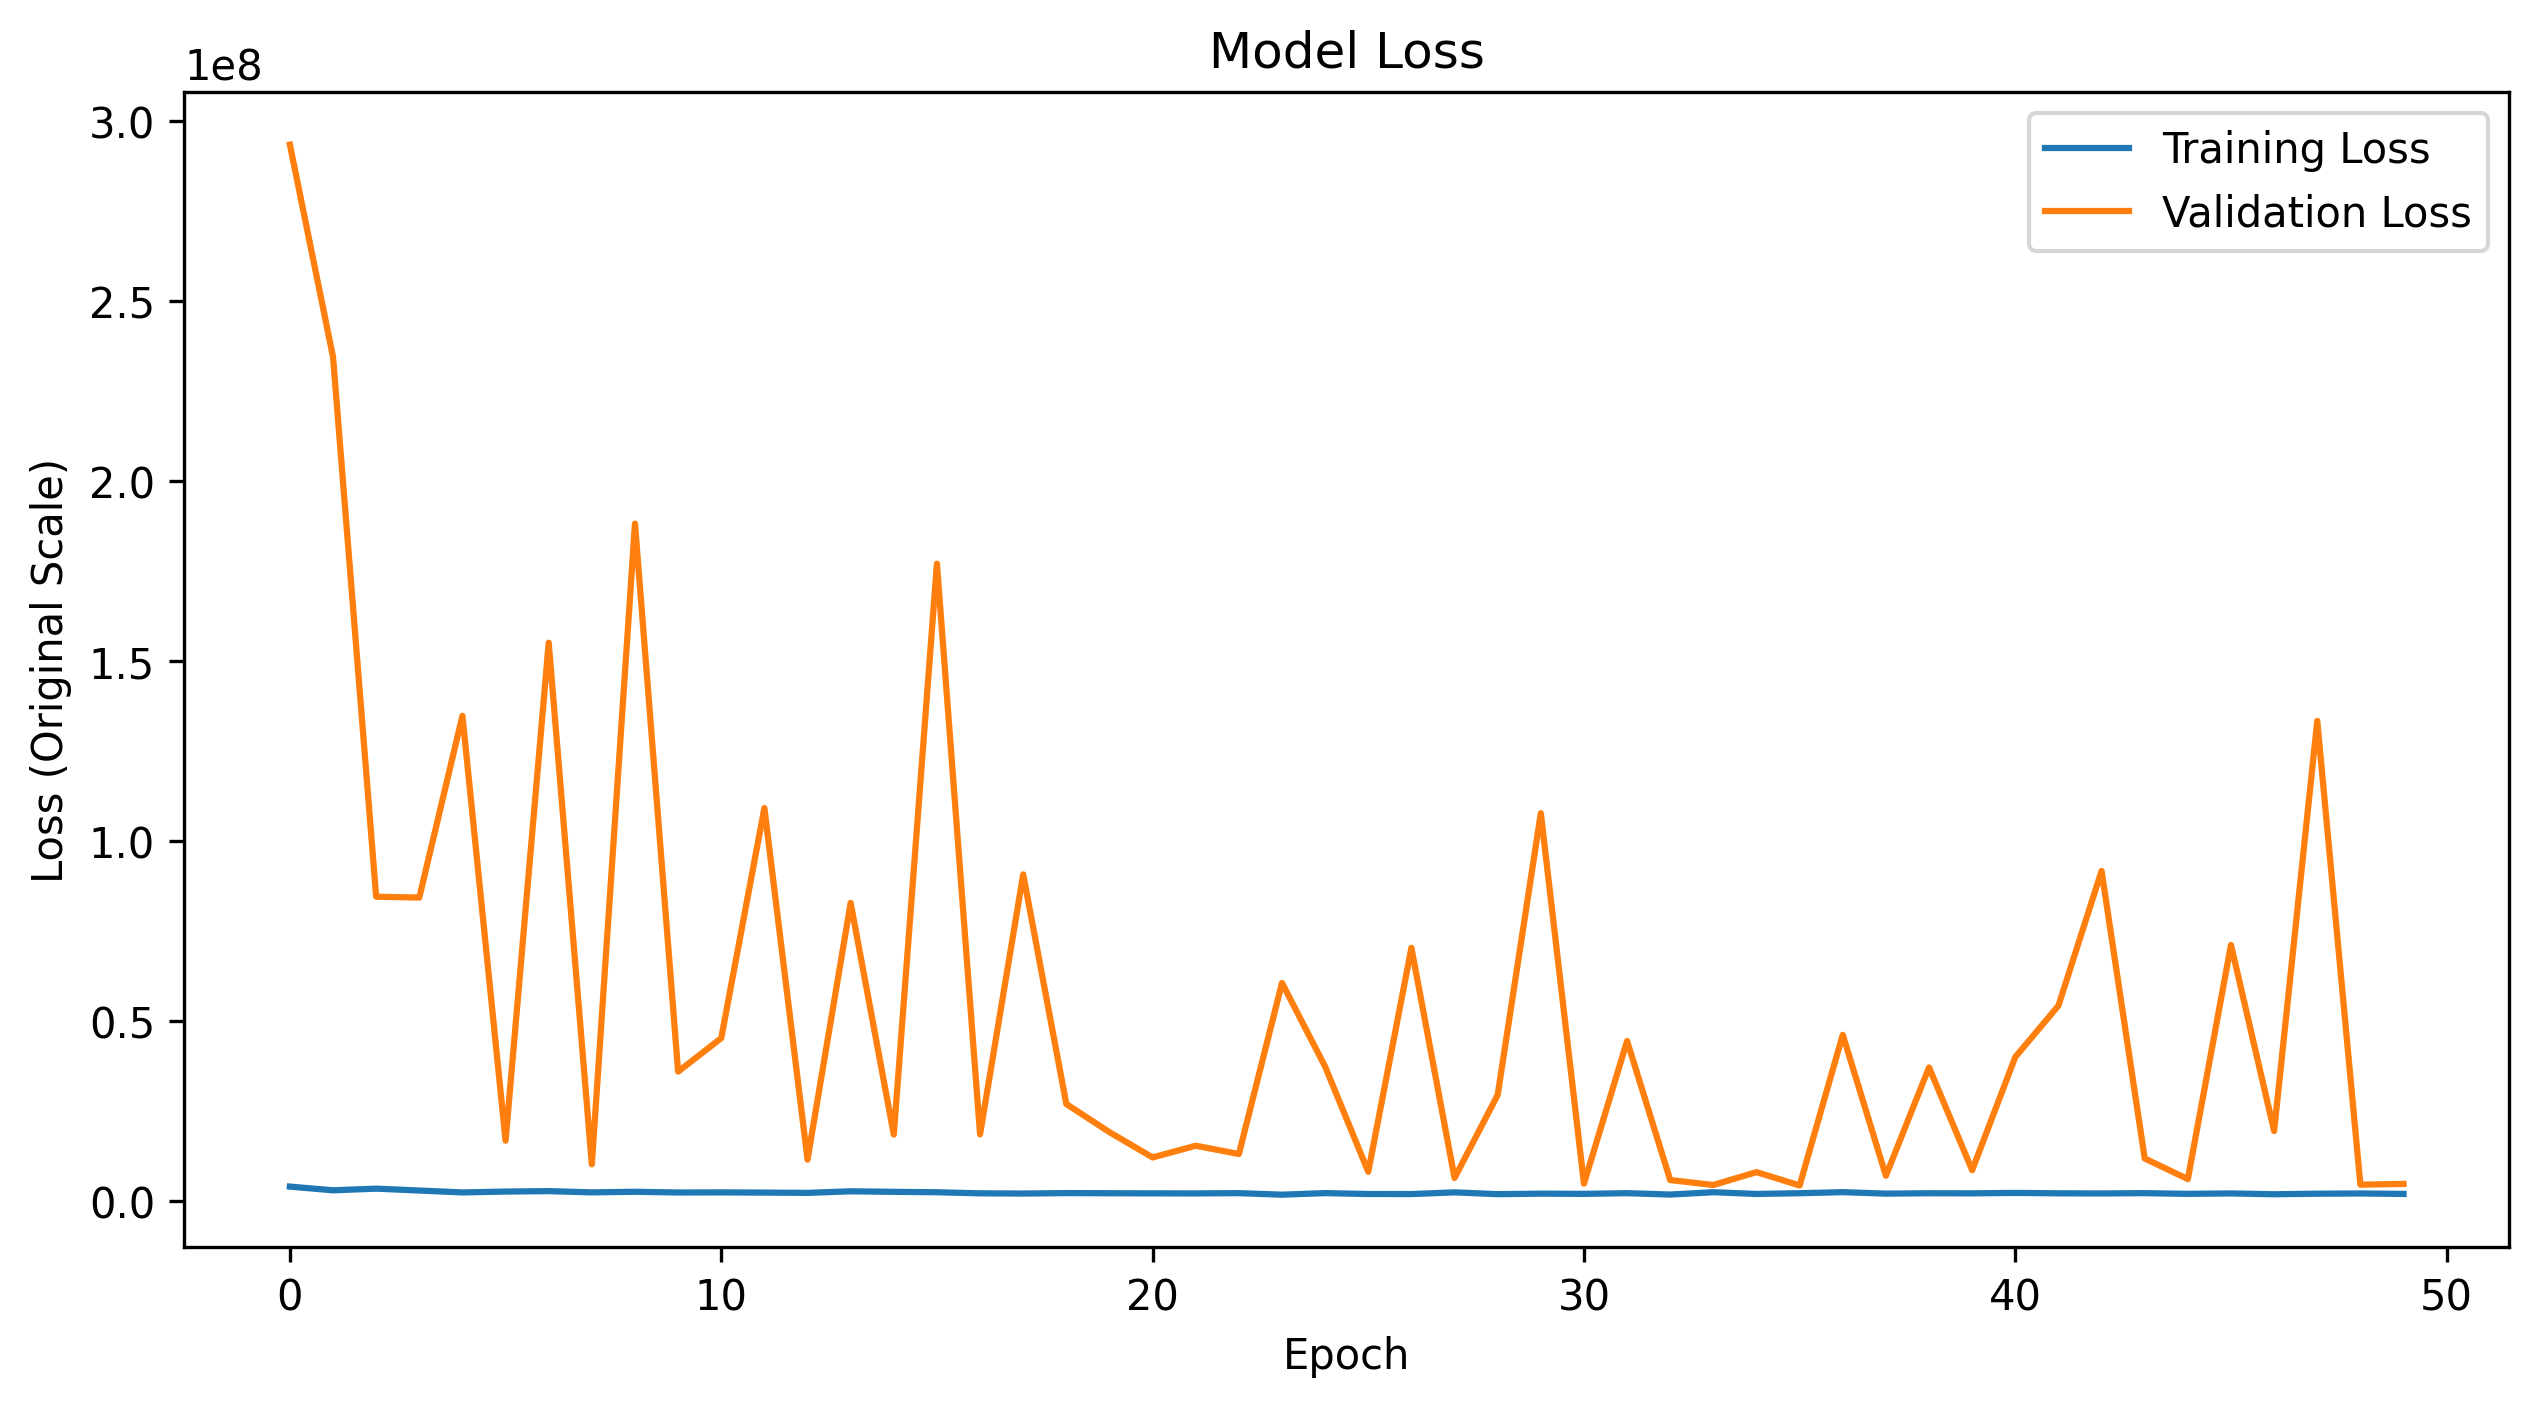 Model Loss
1e8
3.0
2.5
2.0
1.5
1.0
0.5
0.0
Loss (Original Scale)
Training Loss
Validation Loss
0 10 20 30 40 50
Epoch